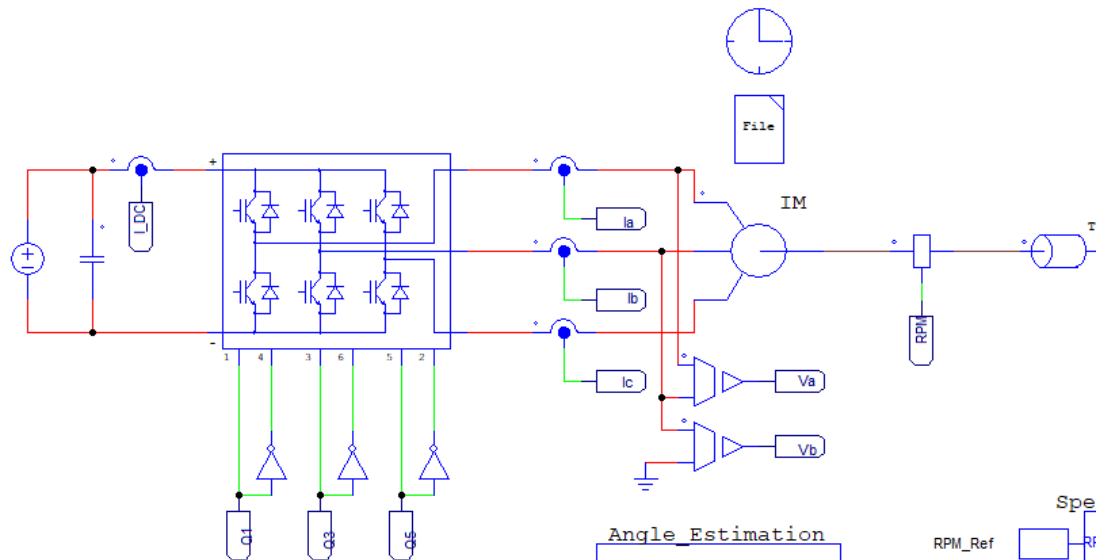 File
IM
+
I_DC
Ia
T
Ib
RPM
-
1 4 3 6 5 2
Ic
Va
Vb
Q1
Q3
Q5
Spe
Angle_Estimation
RPM_Ref
RP